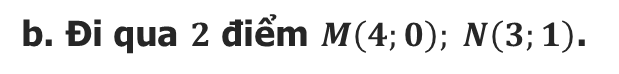 b. Đi qua 2 điểm M(4; 0); N(3; 1).